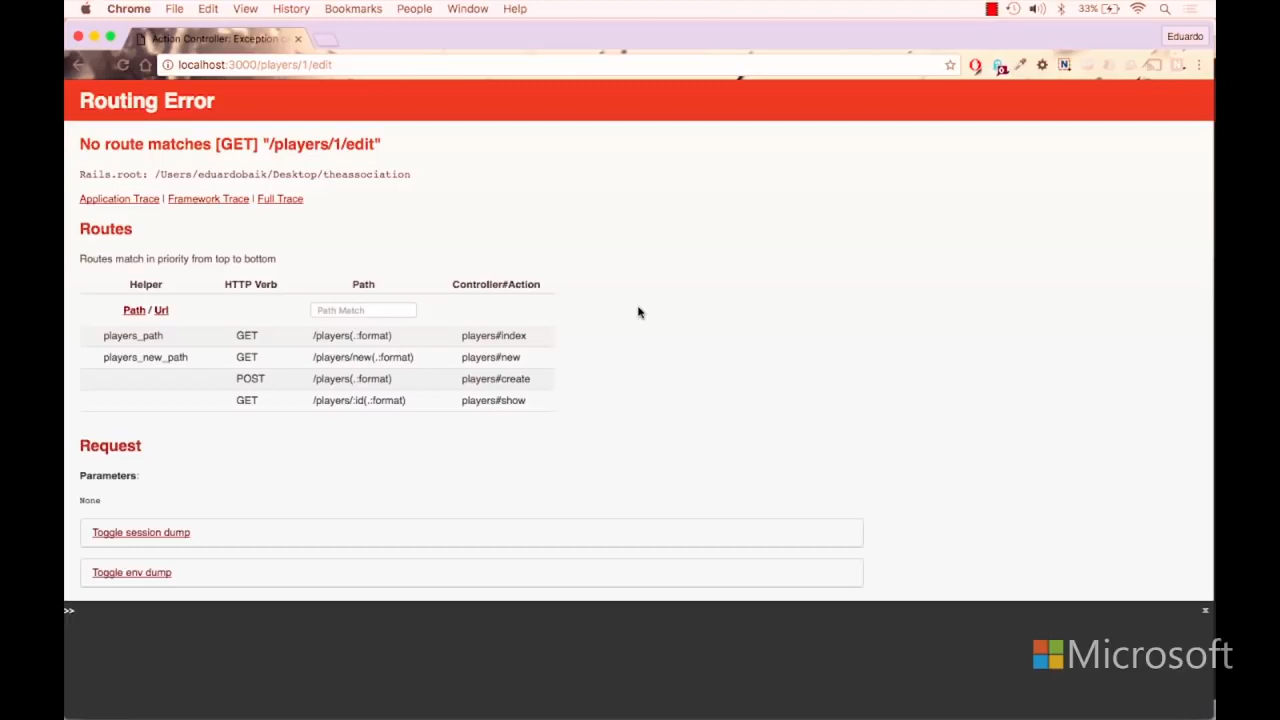 Chrome File Edit View History Bookmarks People Window Help 33%
Action Controller: Exception Eduardo
localhost:3000/players/1/edit
Routing Error
No route matches [GET] "/players/1/edit"
Rails.root: /Users/eduardobaik/Desktop/theassociation
Application Trace | Framework Trace | Full Trace
Routes
Routes match in priority from top to bottom
Helper HTTP Verb Path Controller#Action
Path / Url Path Match
players_path GET /players(.:format) players#index
players_new_path GET /players/new(.:format) players#new
POST /players(.:format) players#create
GET /players/:id(.:format) players#show
Request
Parameters:
None
Toggle session dump
Toggle env dump
>> x
Microsoft